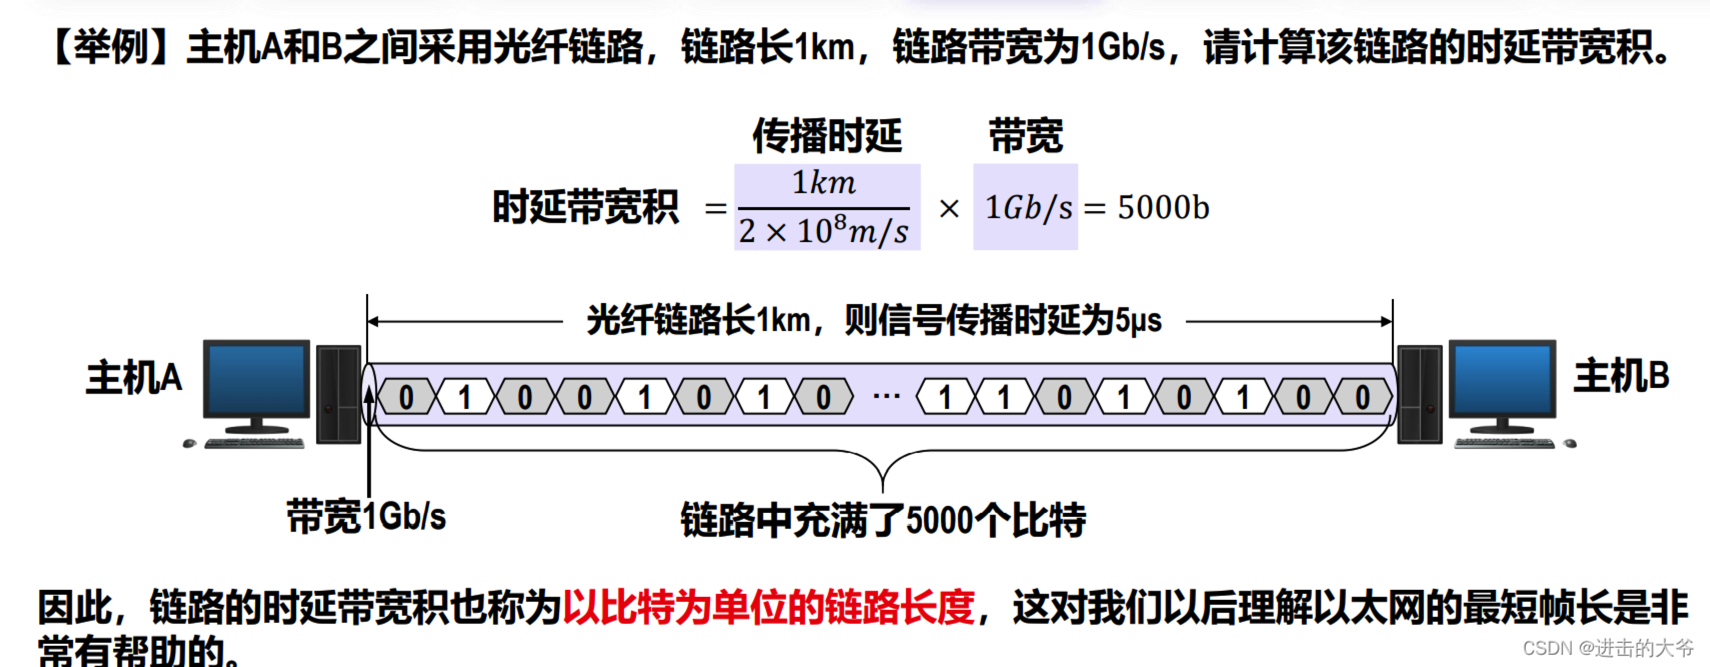 【举例】主机A和B之间采用光纤链路，链路长1km，链路带宽为1Gb/s，请计算该链路的时延带宽积。
传播时延 带宽
时延带宽积 = 1km / 2 × 10⁸m/s × 1Gb/s = 5000b
光纤链路长1km，则信号传播时延为5μs
主机A
0 1 0 0 1 0 1 0 … 1 1 0 1 0 1 0 0
主机B
带宽1Gb/s
链路中充满了5000个比特
因此，链路的时延带宽积也称为以比特为单位的链路长度，这对我们以后理解以太网的最短帧长是非
常有帮助的。
CSDN @进击的大爷